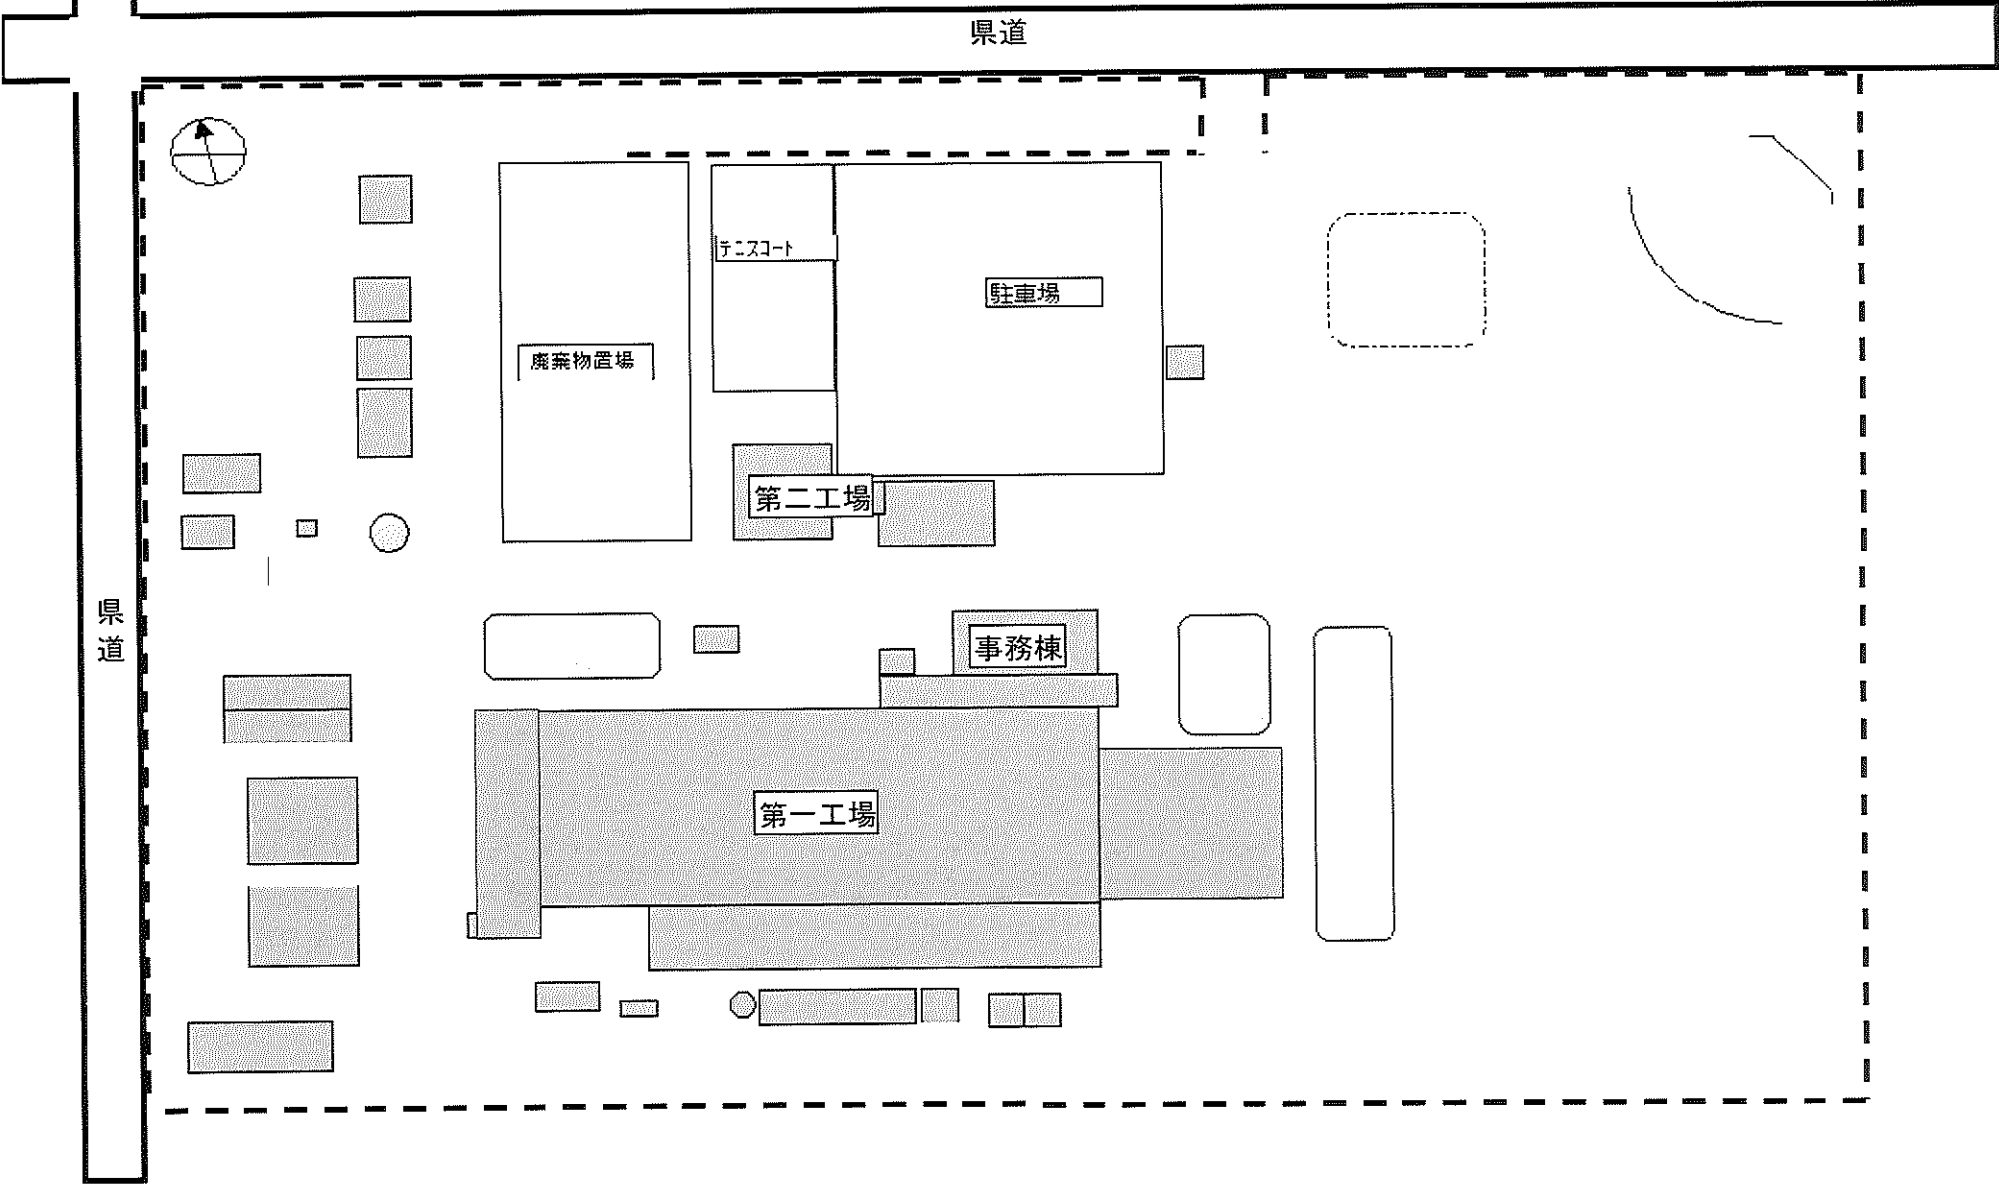 県道
テニスコート
駐車場
廃棄物置場
第二工場
県道
事務棟
第一工場